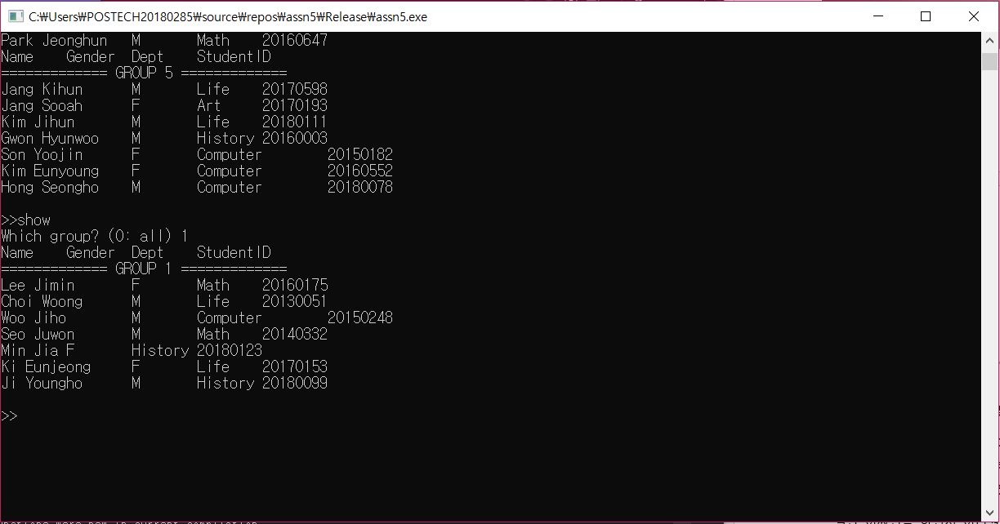 C:₩Users₩POSTECH20180285₩source₩repos₩assn5₩Release₩assn5.exe
Park Jeonghun M Math 20160647
Name Gender Dept StudentID
============= GROUP 5 =============
Jang Kihun M Life 20170598
Jang Sooah F Art 20170193
Kim Jihun M Life 20180111
Gwon Hyunwoo M History 20160003
Son Yoojin F Computer 20150182
Kim Eunyoung F Computer 20160552
Hong Seongho M Computer 20180078
>>show
Which group? (0: all) 1
Name Gender Dept StudentID
============= GROUP 1 =============
Lee Jimin F Math 20160175
Choi Woong M Life 20130051
Woo Jiho M Computer 20150248
Seo Juwon M Math 20140332
Min Jia F History 20180123
Ki Eunjeong F Life 20170153
Ji Youngho M History 20180099
>>